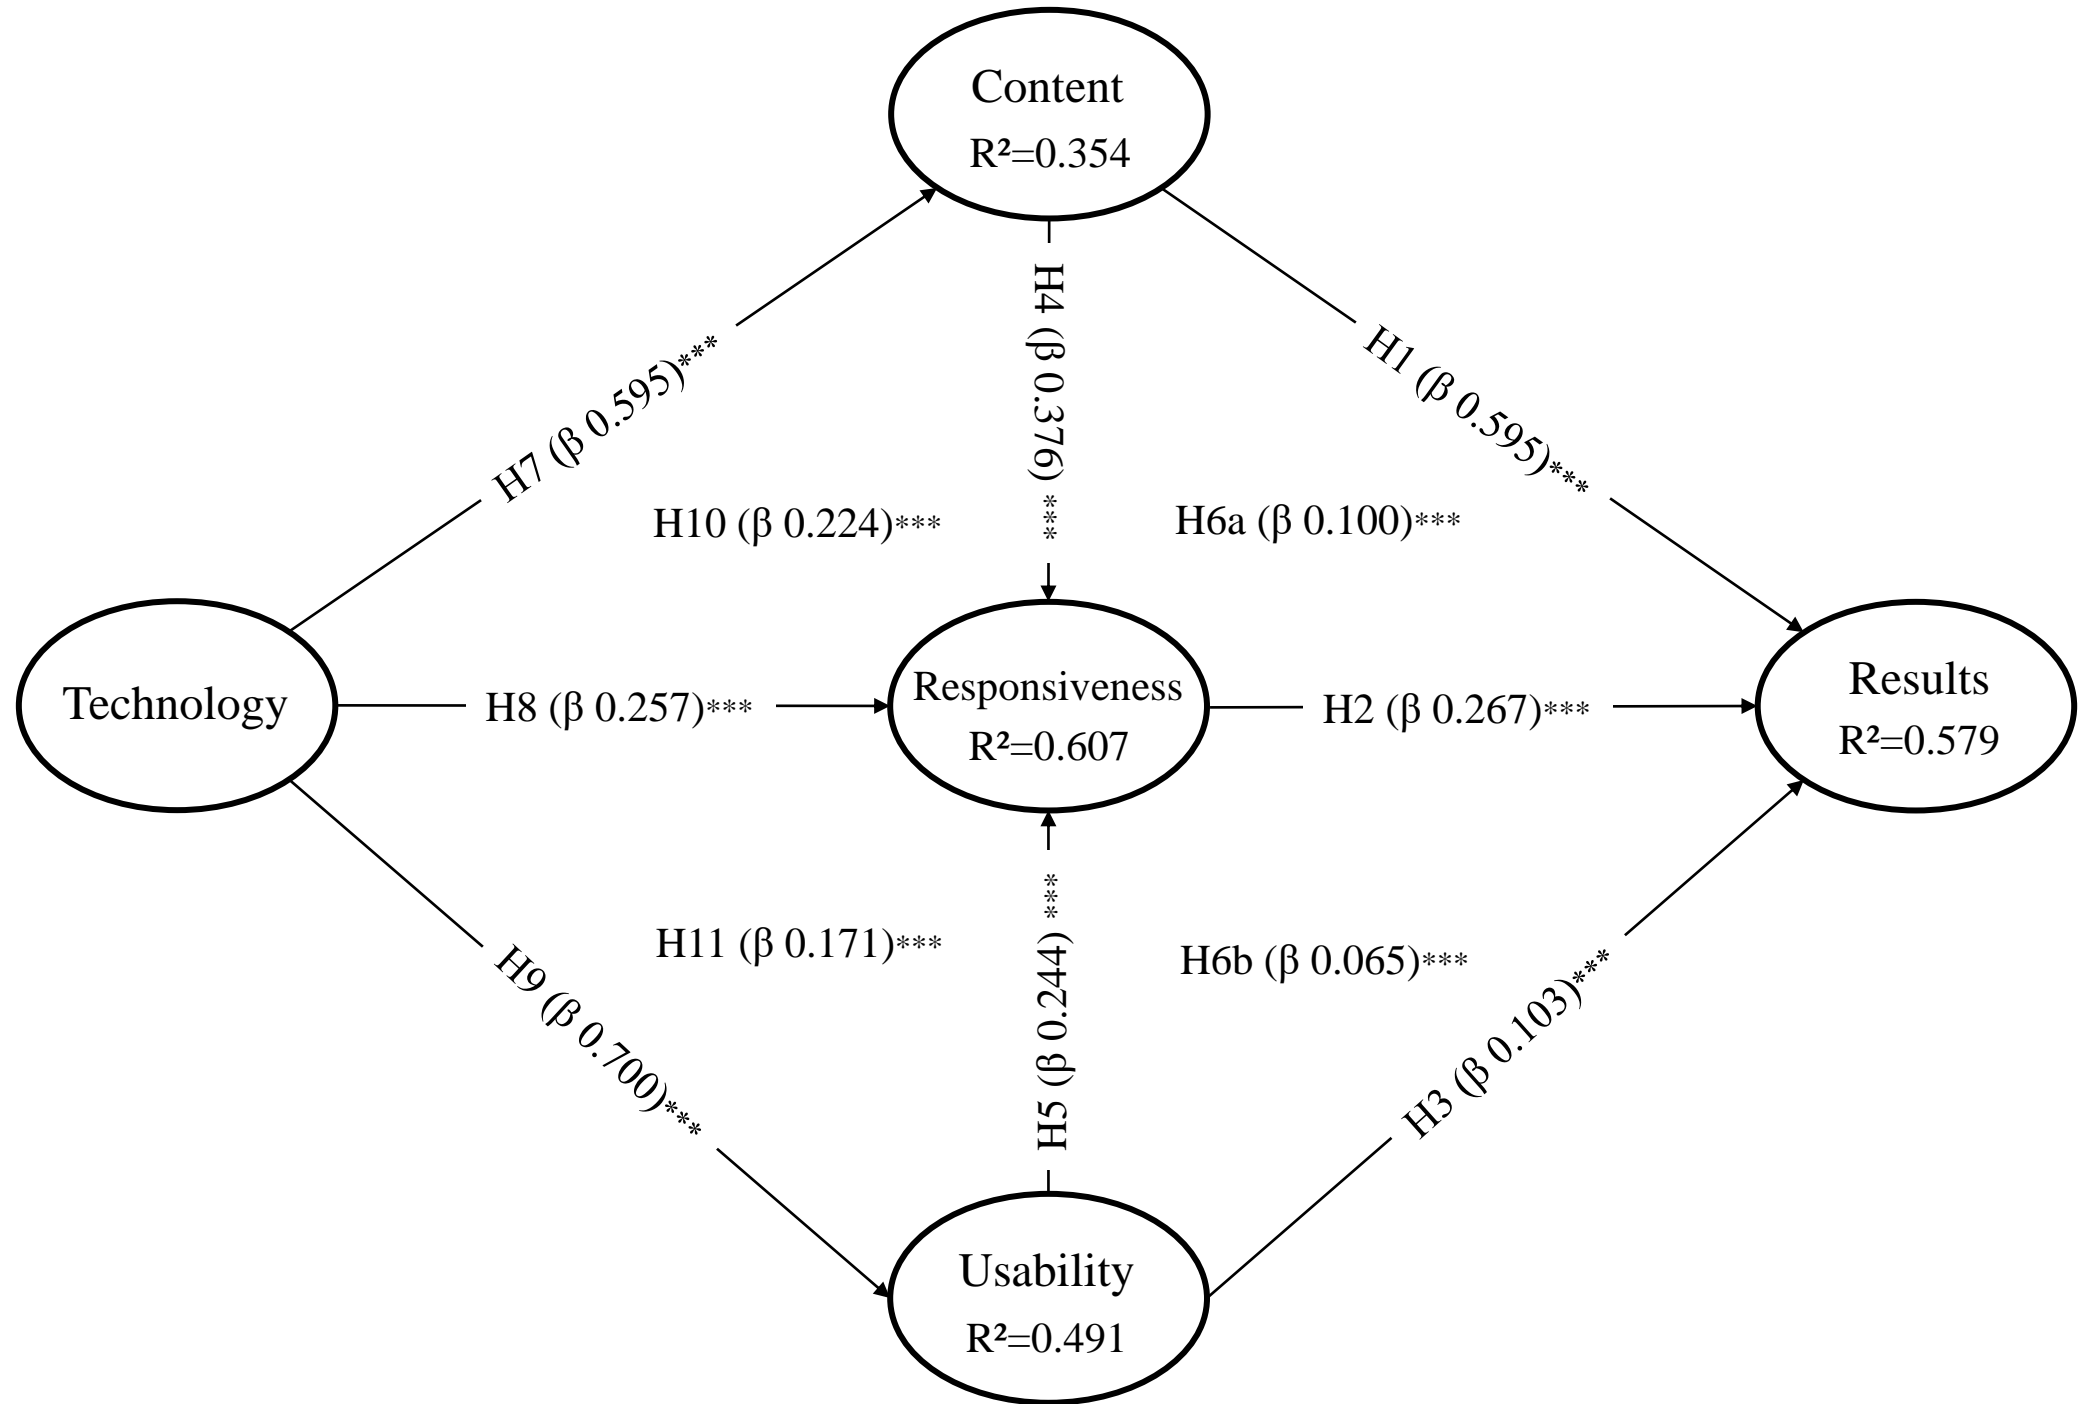 Content
R²=0.354
H7 (β 0.595)***
H4 (β 0.376) ***
H1 (β 0.595)***
H10 (β 0.224)***
H6a (β 0.100)***
Technology
H8 (β 0.257)***
Responsiveness
R²=0.607
H2 (β 0.267)***
Results
R²=0.579
H11 (β 0.171)***
H6b (β 0.065)***
H9 (β 0.700)***
H5 (β 0.244) ***
H3 (β 0.103)***
Usability
R²=0.491